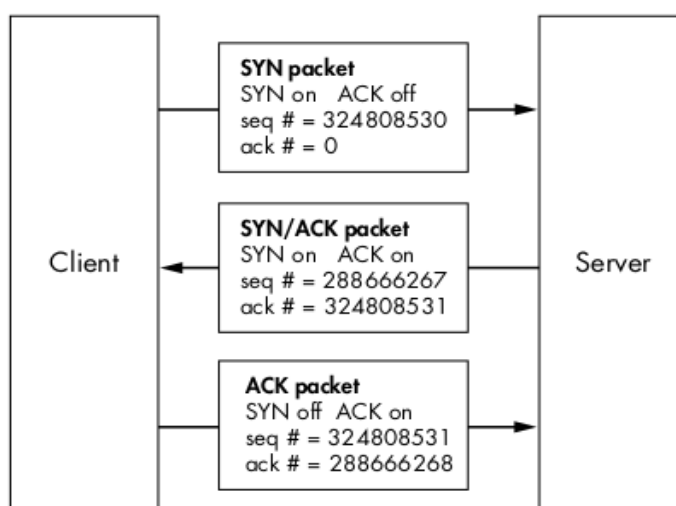 SYN packet
SYN on ACK off
seq # = 324808530
ack # = 0
Client
SYN/ACK packet
SYN on ACK on
seq # = 288666267
ack # = 324808531
Server
ACK packet
SYN off ACK on
seq # = 324808531
ack # = 288666268